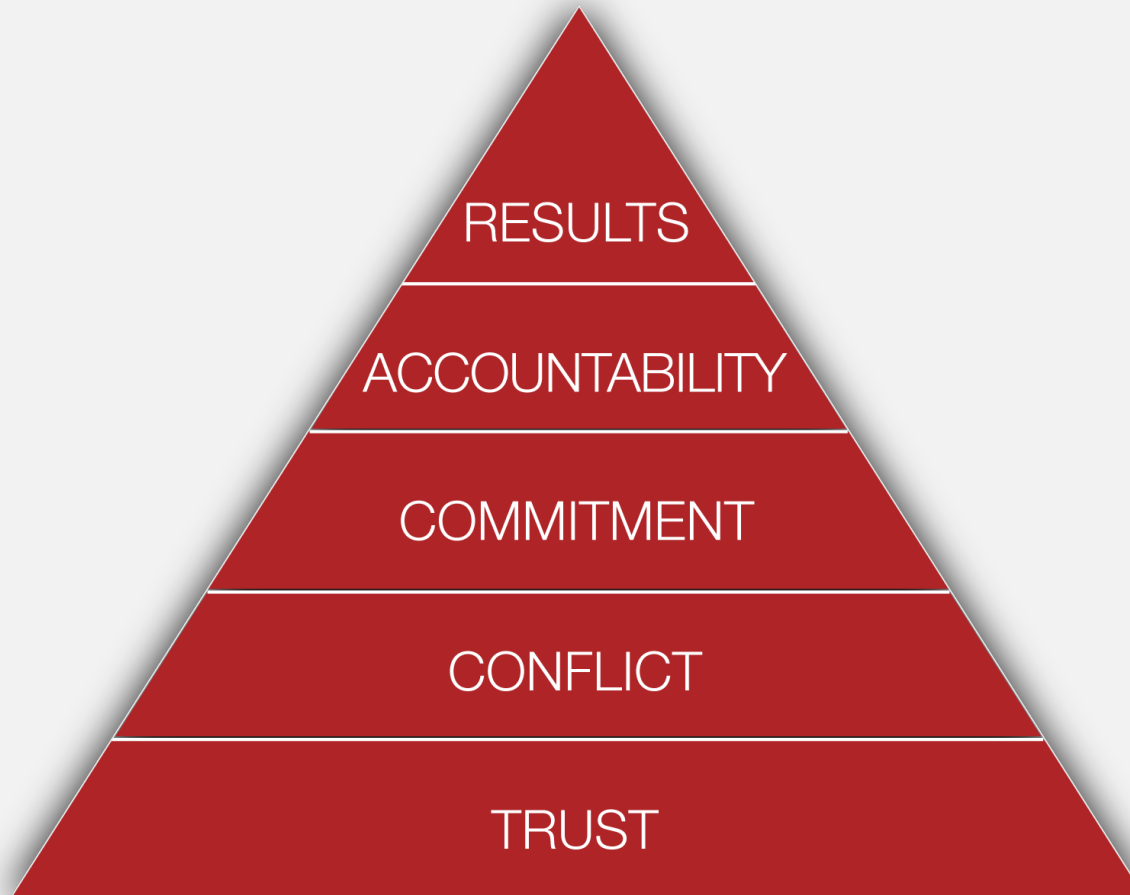 RESULTS
ACCOUNTABILITY
COMMITMENT
CONFLICT
TRUST